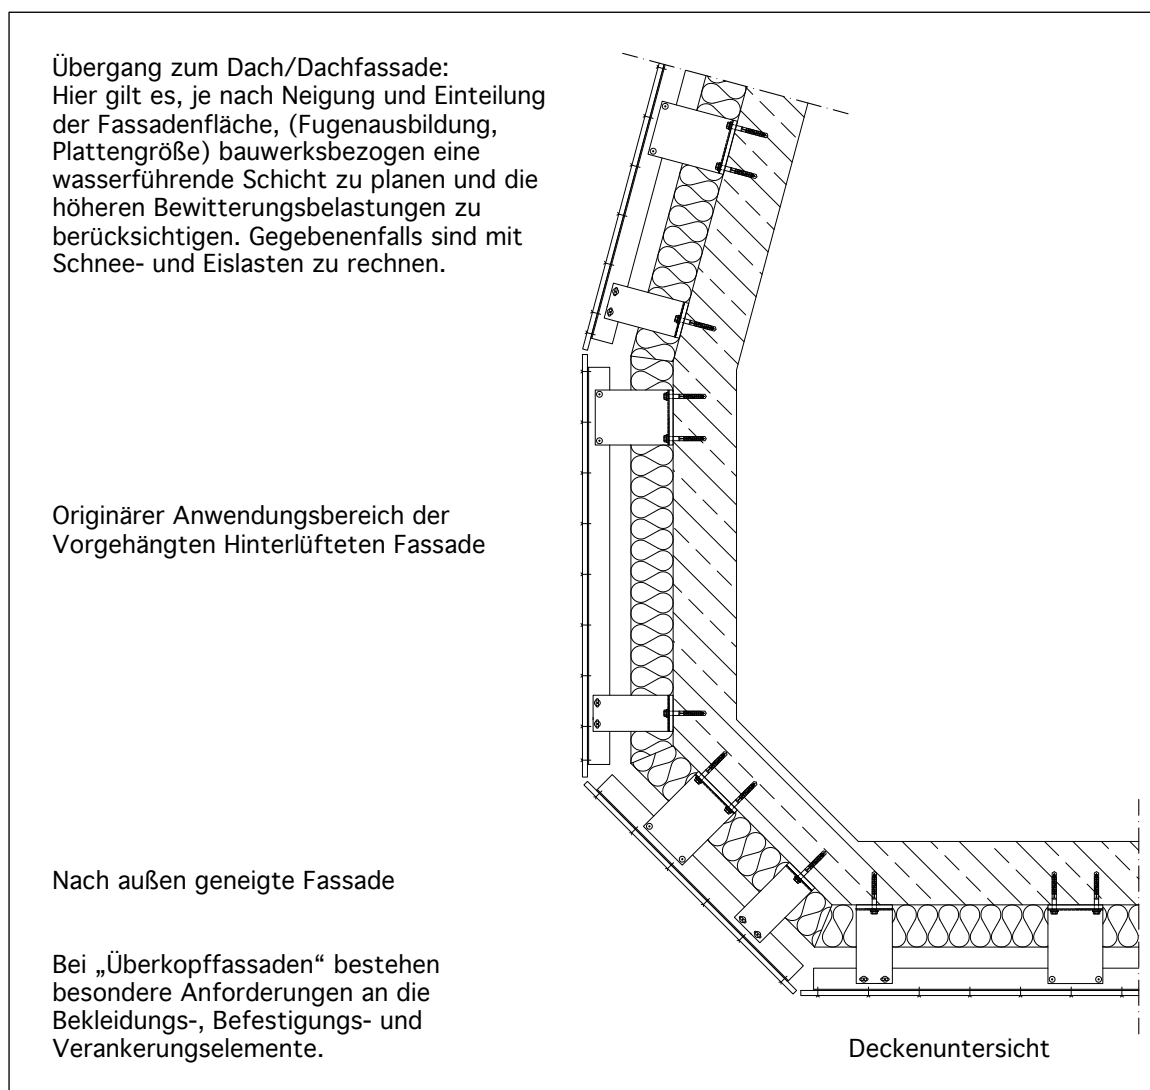 Übergang zum Dach/Dachfassade:
Hier gilt es, je nach Neigung und Einteilung
der Fassadenfläche, (Fugenausbildung,
Plattengröße) bauwerksbezogen eine
wasserführende Schicht zu planen und die
höheren Bewitterungsbelastungen zu
berücksichtigen. Gegebenenfalls sind mit
Schnee- und Eislasten zu rechnen.
Originärer Anwendungsbereich der
Vorgehängten Hinterlüfteten Fassade
Nach außen geneigte Fassade
Bei „Überkopffassaden“ bestehen
besondere Anforderungen an die
Bekleidungs-, Befestigungs- und
Verankerungselemente.
Deckenuntersicht